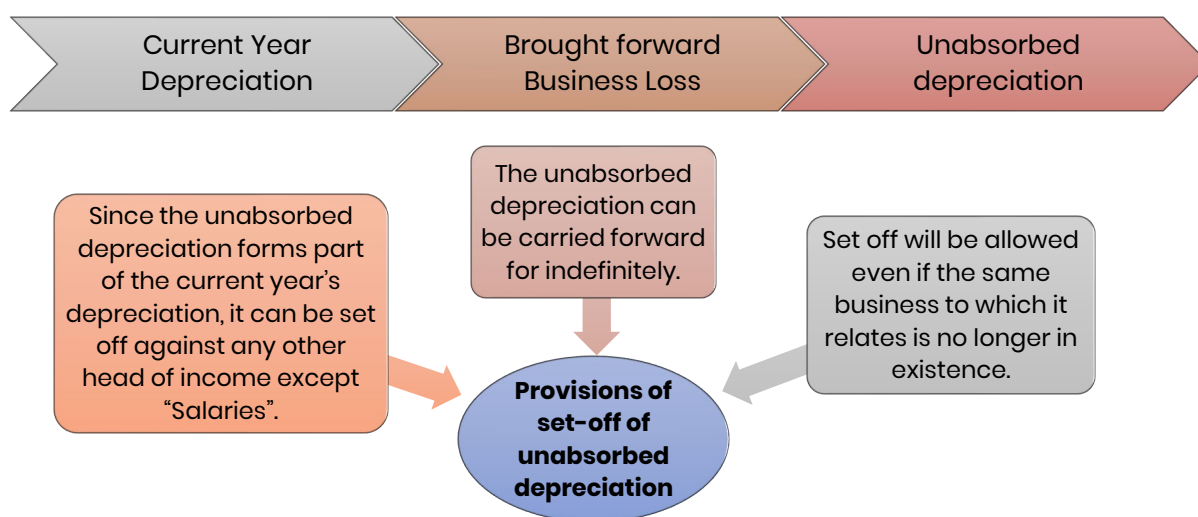 Current Year
Depreciation
Brought forward
Business Loss
Unabsorbed
depreciation
Since the unabsorbed
depreciation forms part
of the current year’s
depreciation, it can be set
off against any other
head of income except
“Salaries”.
The unabsorbed
depreciation can
be carried forward
for indefinitely.
Set off will be allowed
even if the same
business to which it
relates is no longer in
existence.
Provisions of
set-off of
unabsorbed
depreciation